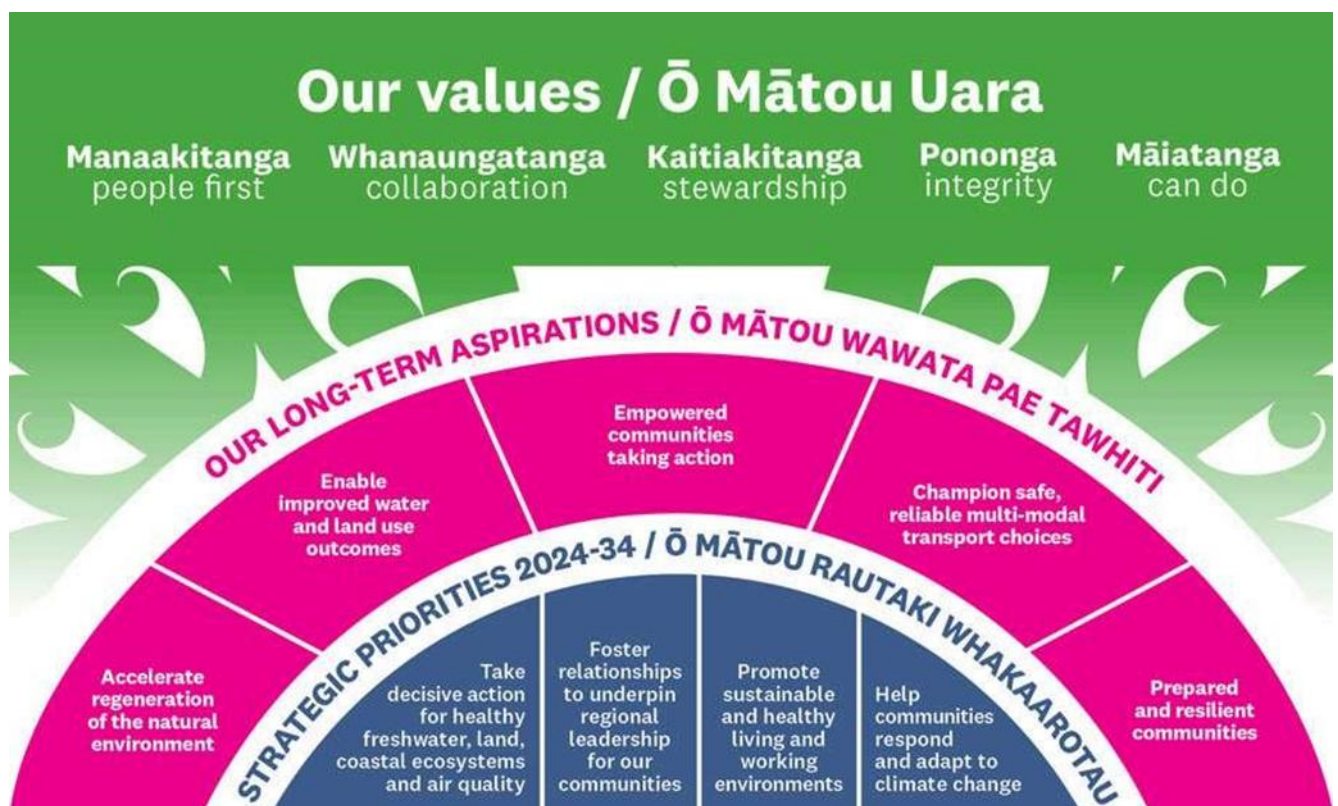 Our values / Ō Mātou Uara
Manaakitanga
people first
Whanaungatanga
collaboration
Kaitiakitanga
stewardship
Pononga
integrity
Māiatanga
can do
OUR LONG-TERM ASPIRATIONS / Ō MĀTOU WAWATA PAE TAWHITI
Accelerate
regeneration
of the natural
environment
Enable
improved water
and land use
outcomes
Empowered
communities
taking action
Champion safe,
reliable multi-modal
transport choices
Prepared
and resilient
communities
STRATEGIC PRIORITIES 2024-34 / Ō MĀTOU RAUTAKI WHAKAAROTAU
Take
decisive action
for healthy
freshwater, land,
coastal ecosystems
and air quality
Foster
relationships
to underpin
regional
leadership
for our
communities
Promote
sustainable
and healthy
living and
working
environments
Help
communities
respond
and adapt to
climate change